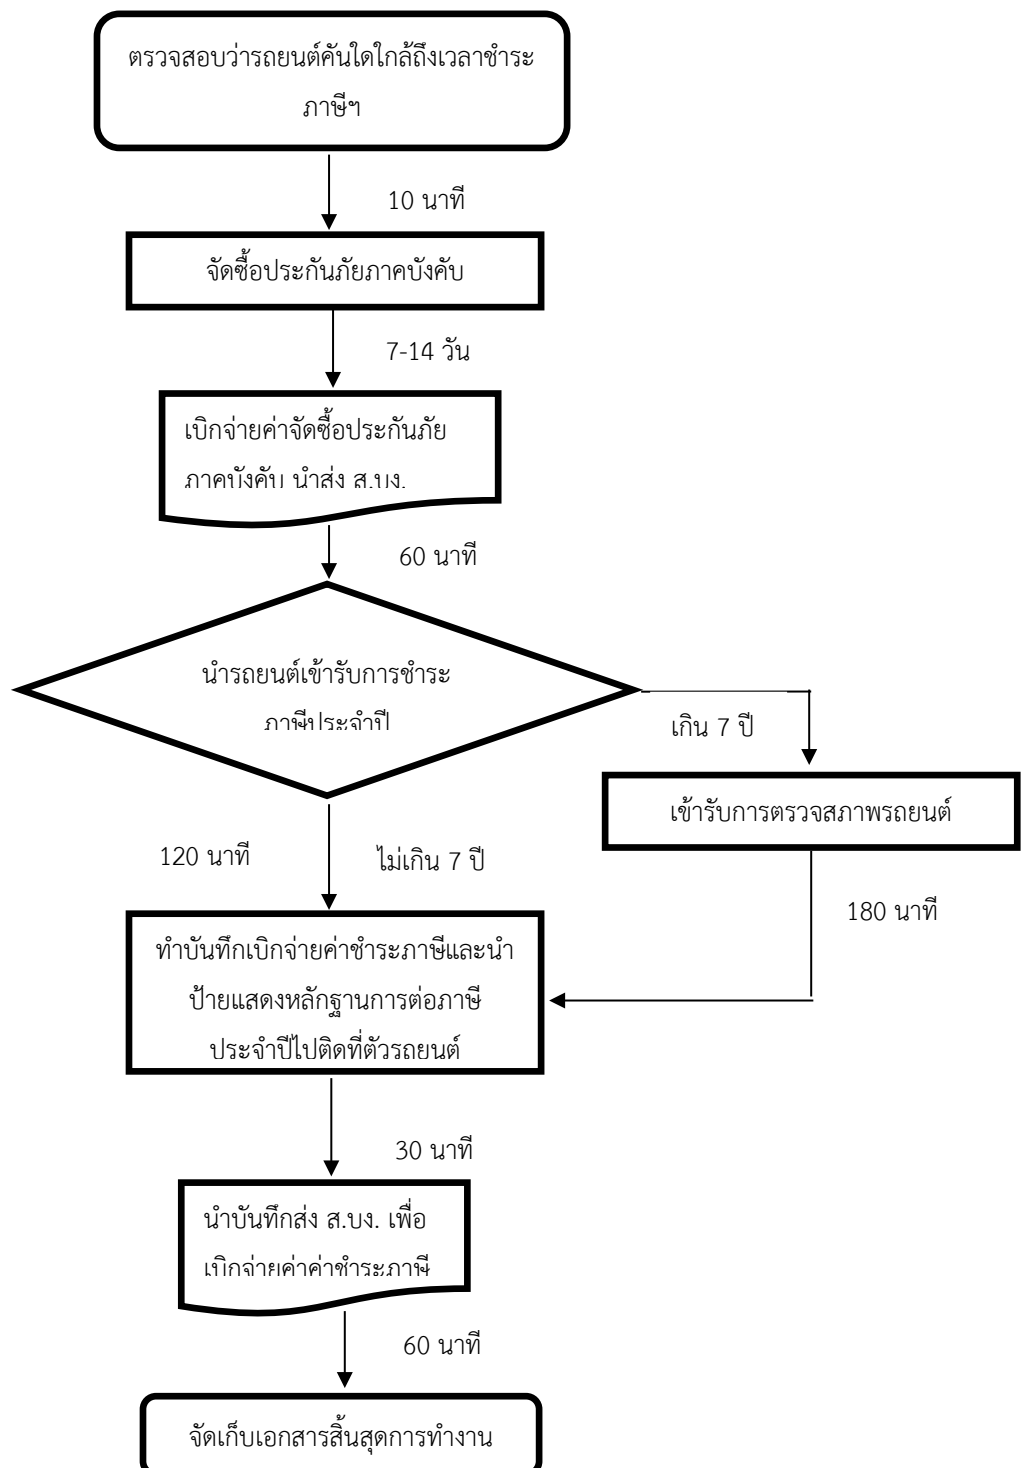 ตรวจสอบว่ารถยนต์คันใดใกล้ถึงเวลาชำระ
ภาษีฯ
10 นาที
จัดซื้อประกันภัยภาคบังคับ
7-14 วัน
เบิกจ่ายค่าจัดซื้อประกันภัย
ภาคบังคับ นำส่ง ส.บง.
60 นาที
นำรถยนต์เข้ารับการชำระ
ภาษีประจำปี
เกิน 7 ปี
เข้ารับการตรวจสภาพรถยนต์
120 นาที
ไม่เกิน 7 ปี
180 นาที
ทำบันทึกเบิกจ่ายค่าชำระภาษีและนำ
ป้ายแสดงหลักฐานการต่อภาษี
ประจำปีไปติดที่ตัวรถยนต์
30 นาที
นำบันทึกส่ง ส.บง. เพื่อ
เบิกจ่ายค่าค่าชำระภาษี
60 นาที
จัดเก็บเอกสารสิ้นสุดการทำงาน